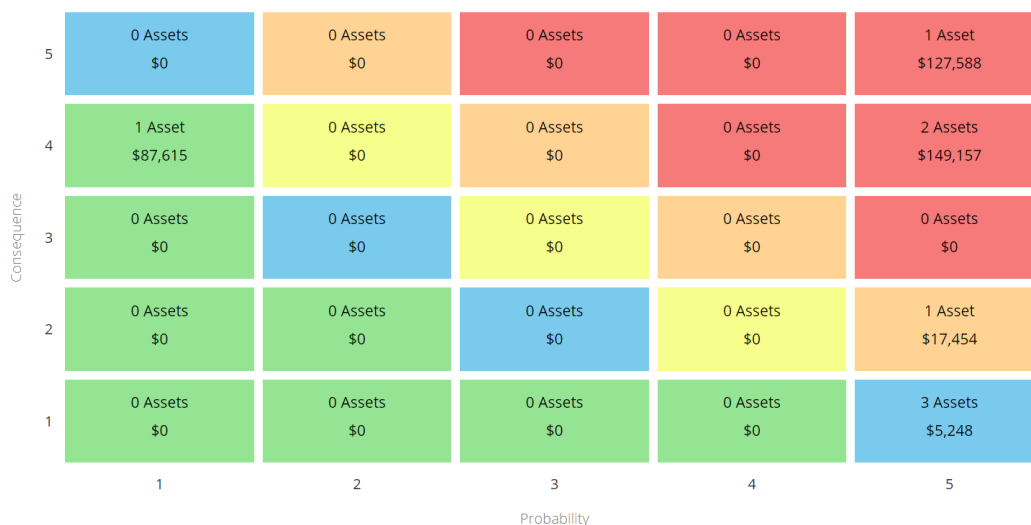 0 Assets 0 Assets 0 Assets 0 Assets 1 Asset
5
$0 $0 $0 $0 $127,588
1 Asset 0 Assets 0 Assets 0 Assets 2 Assets
4
$87,615 $0 $0 $0 $149,157
Consequence
0 Assets 0 Assets 0 Assets 0 Assets 0 Assets
3
$0 $0 $0 $0 $0
0 Assets 0 Assets 0 Assets 0 Assets 1 Asset
2
$0 $0 $0 $0 $17,454
0 Assets 0 Assets 0 Assets 0 Assets 3 Assets
1
$0 $0 $0 $0 $5,248
1 2 3 4 5
Probability